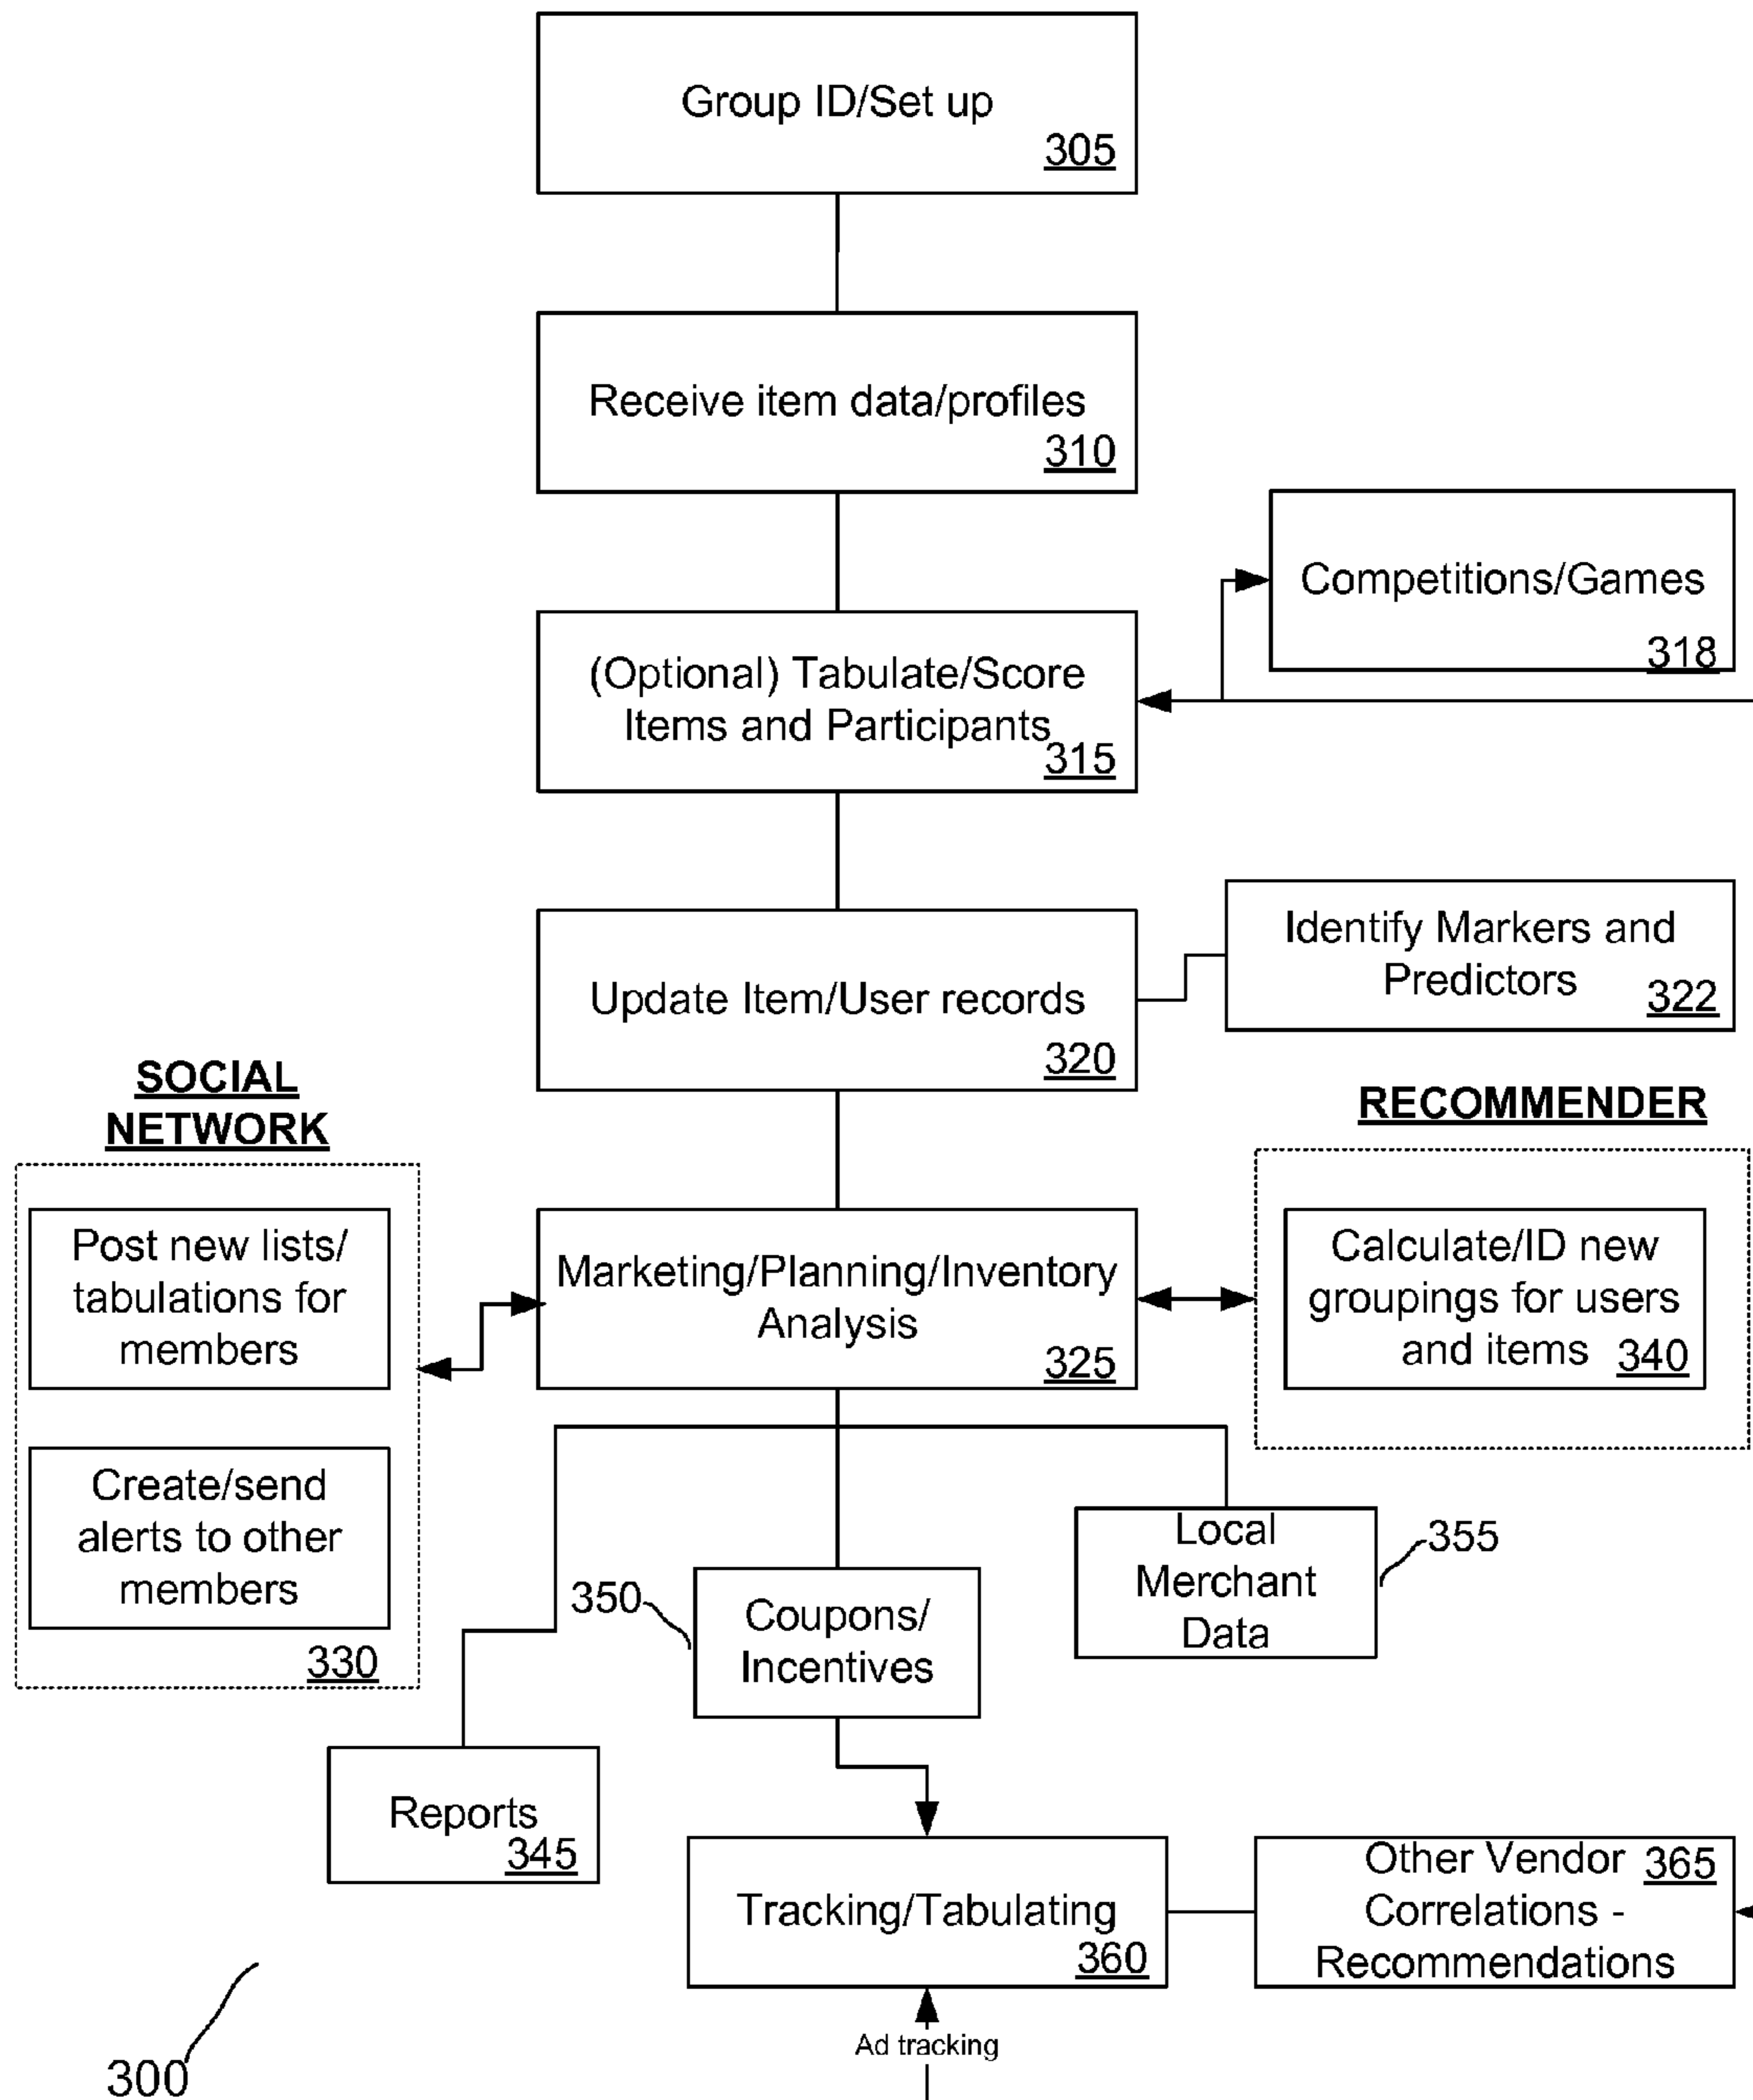 Group ID/Set up
305
Receive item data/profiles
310
Competitions/Games
318
(Optional) Tabulate/Score
Items and Participants
315
Identify Markers and
Predictors
322
Update Item/User records
320
SOCIAL
NETWORK
RECOMMENDER
Post new lists/
tabulations for
members
Marketing/Planning/Inventory
Analysis
325
Calculate/ID new
groupings for users
and items 340
Create/send
alerts to other
members
330
Local
Merchant
Data
355
350
Coupons/
Incentives
Reports
345
Tracking/Tabulating
360
Other Vendor 365
Correlations -
Recommendations
Ad tracking
300